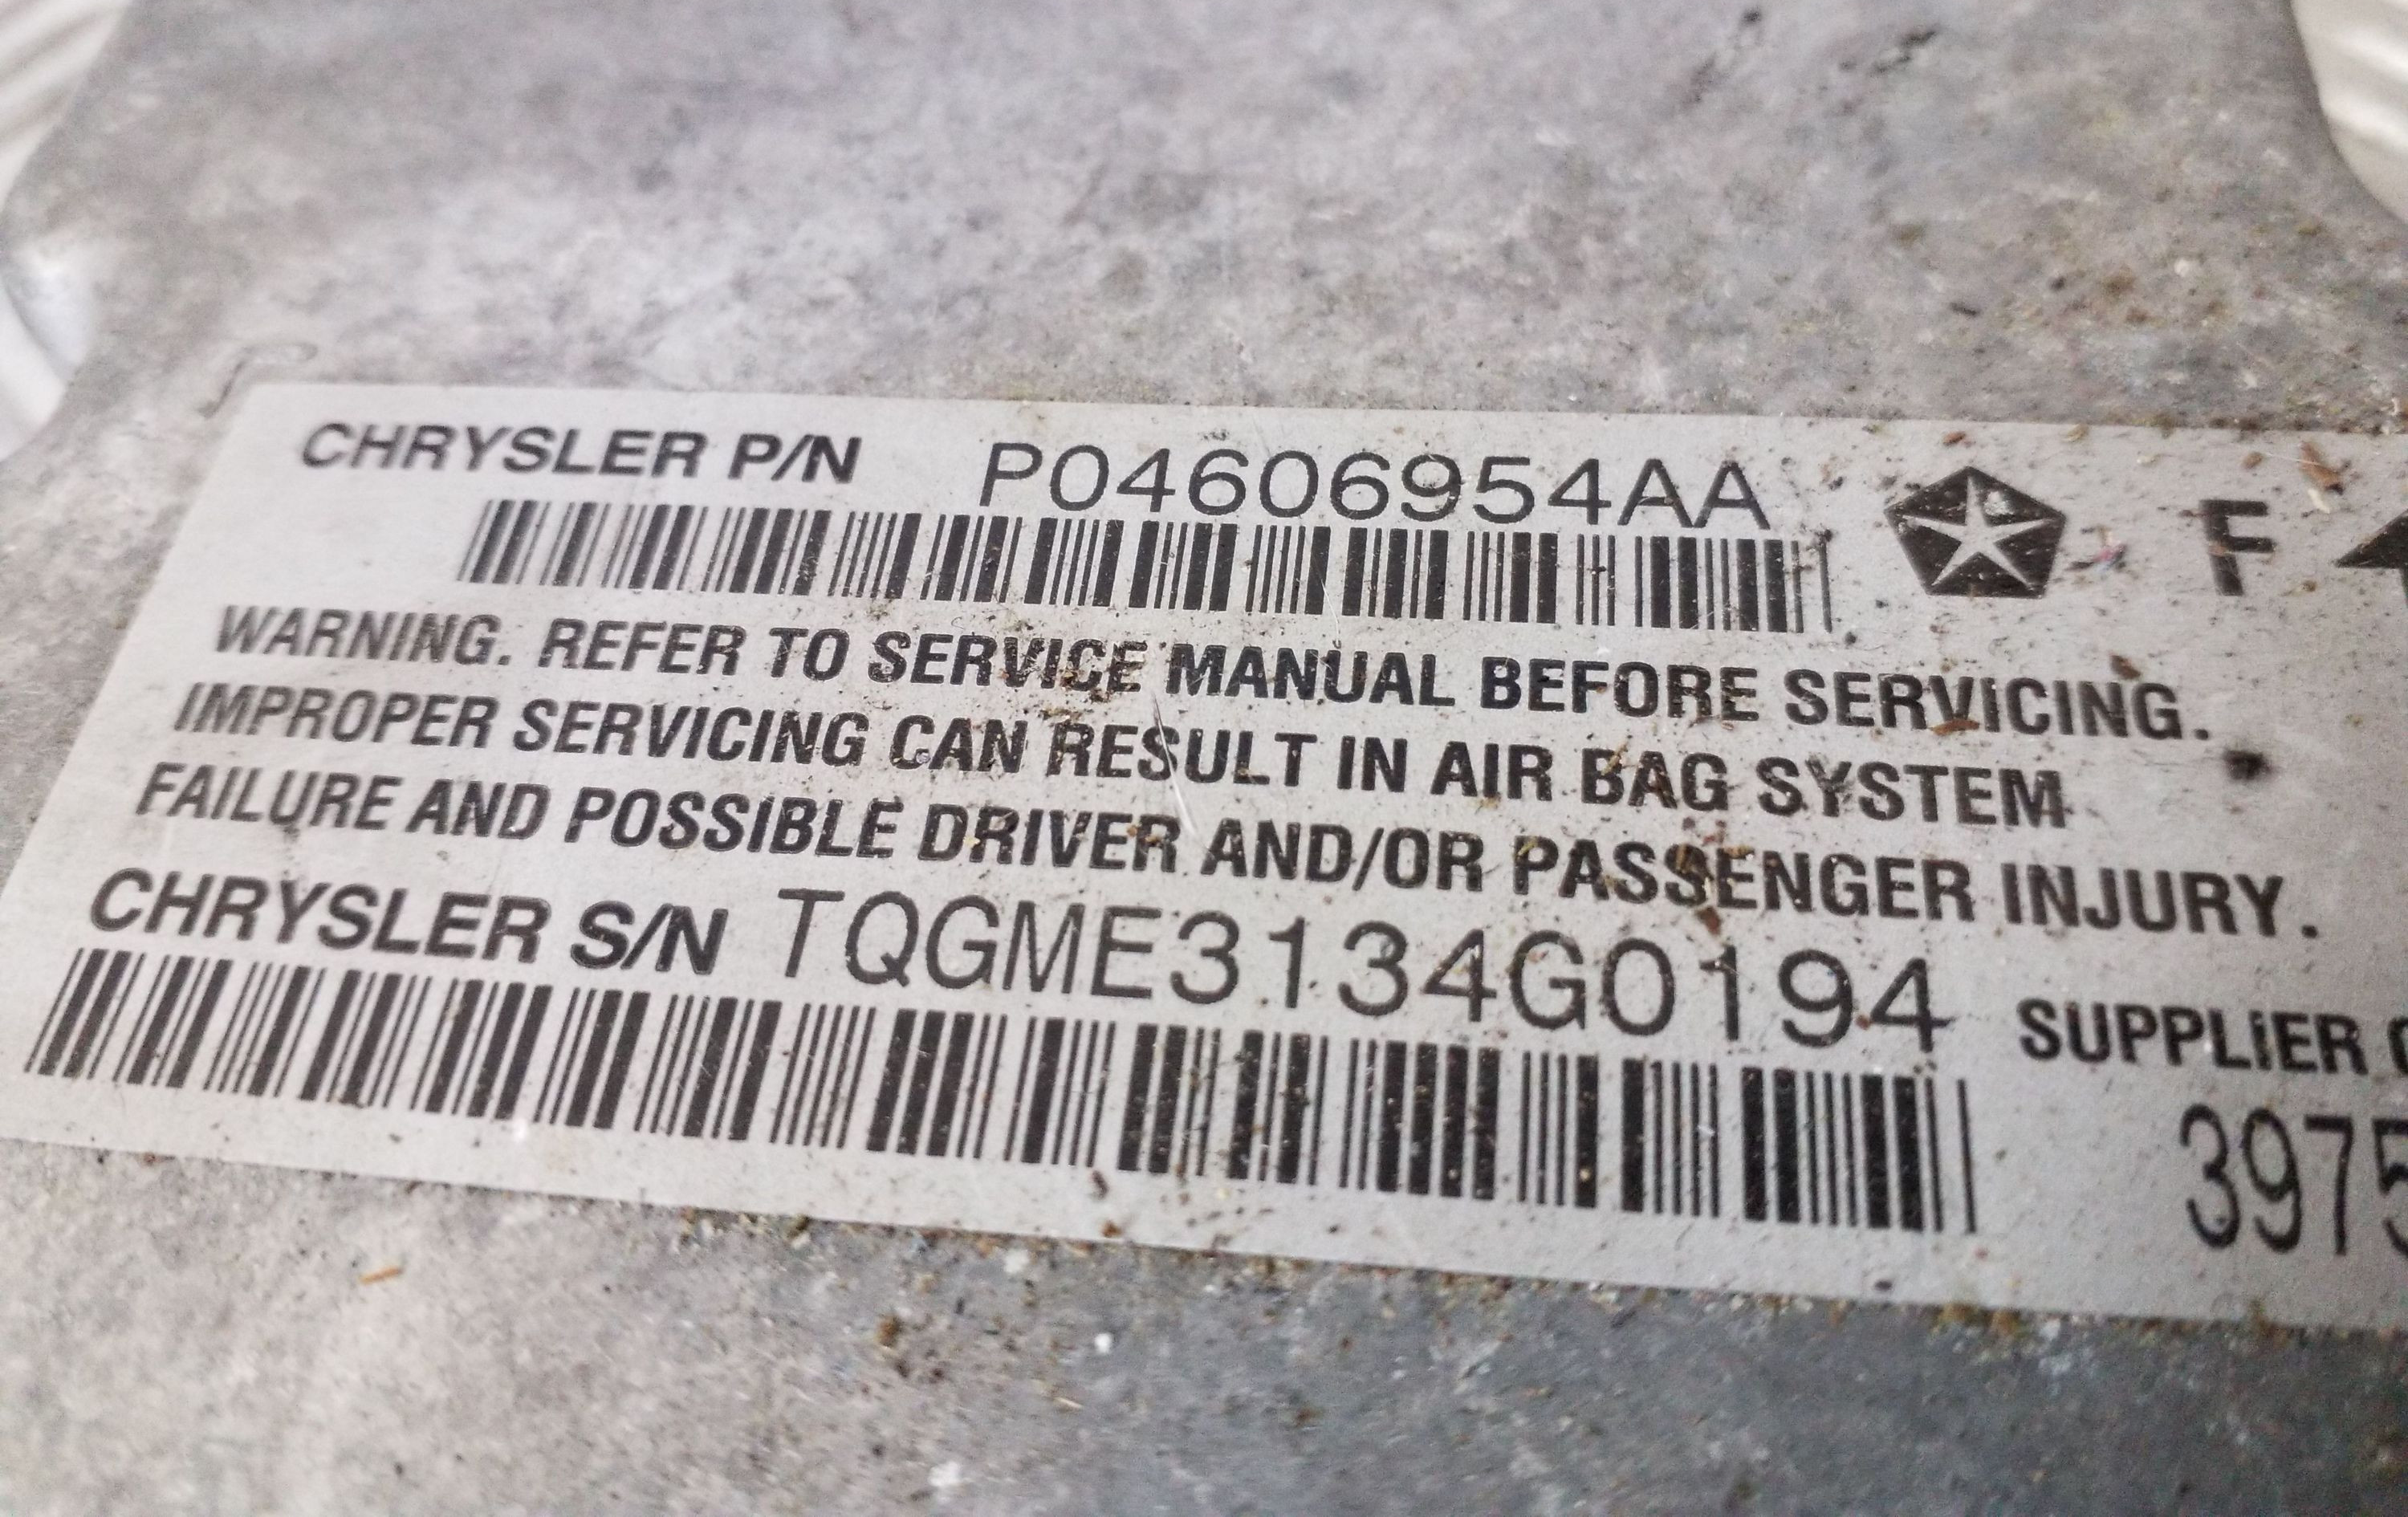 CHRYSLER P/N P04606954AA
F
WARNING. REFER TO SERVICE MANUAL BEFORE SERVICING.
IMPROPER SERVICING CAN RESULT IN AIR BAG SYSTEM
FAILURE AND POSSIBLE DRIVER AND/OR PASSENGER INJURY.
CHRYSLER S/N TQGME3134G0194
SUPPLIER
3975